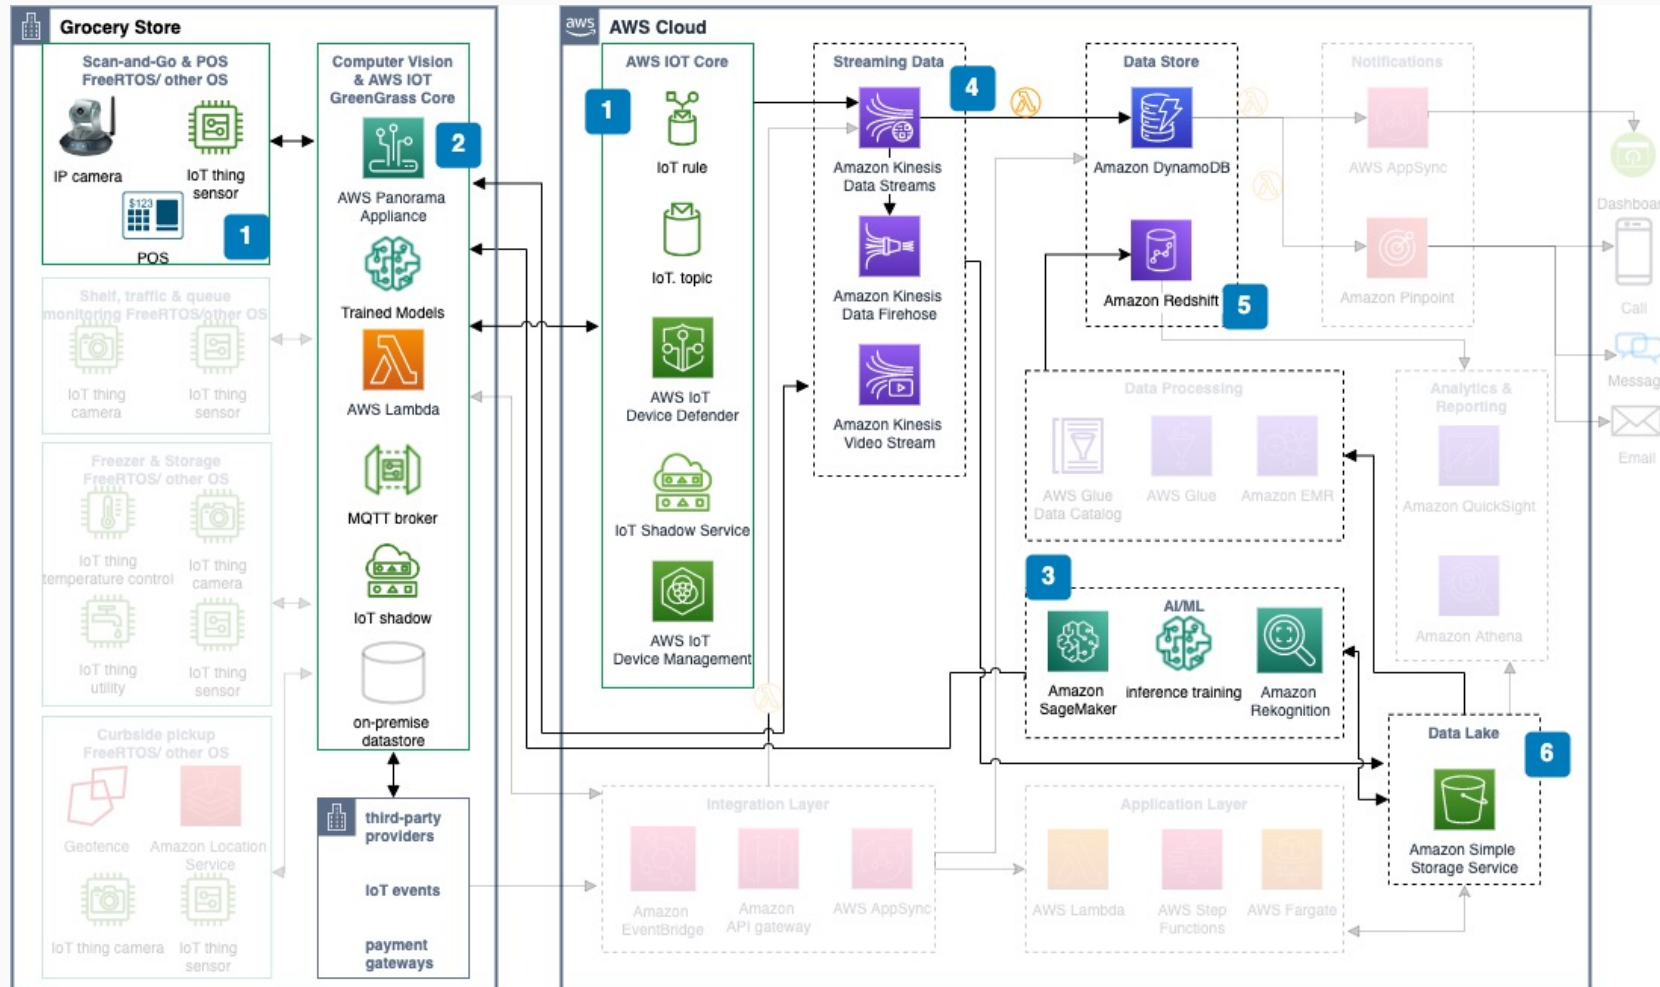 Grocery Store
Scan-and-Go & POS
FreeRTOS/ other OS
IP camera
IoT thing
sensor
$123
POS
1
Shelf, traffic & queue
monitoring FreeRTOS/other OS
IoT thing
camera
IoT thing
sensor
Freezer & Storage
FreeRTOS/ other OS
IoT thing
temperature control
IoT thing
camera
IoT thing
utility
IoT thing
sensor
Curbside pickup
FreeRTOS/ other OS
Geofence
Amazon Location
Service
IoT thing camera
IoT thing
sensor
Computer Vision
& AWS IOT
GreenGrass Core
2
AWS Panorama
Appliance
Trained Models
AWS Lambda
MQTT broker
IoT shadow
on-premise
datastore
third-party
providers
IoT events
payment
gateways
aws
AWS Cloud
AWS IOT Core
1
IoT rule
IoT. topic
AWS IoT
Device Defender
IoT Shadow Service
AWS IoT
Device Management
Streaming Data
4
Amazon Kinesis
Data Streams
Amazon Kinesis
Data Firehose
Amazon Kinesis
Video Stream
Data Store
Amazon DynamoDB
Amazon Redshift
5
Notifications
AWS AppSync
Amazon Pinpoint
Dashboar
Call
Messag
Email
Data Processing
AWS Glue
Data Catalog
AWS Glue
Amazon EMR
Analytics &
Reporting
Amazon QuickSight
Amazon Athena
3
AI/ML
Amazon
SageMaker
inference training
Amazon
Rekognition
Data Lake
6
Amazon Simple
Storage Service
Integration Layer
Amazon
EventBridge
Amazon
API gateway
AWS AppSync
Application Layer
AWS Lambda
AWS Step
Functions
AWS Fargate